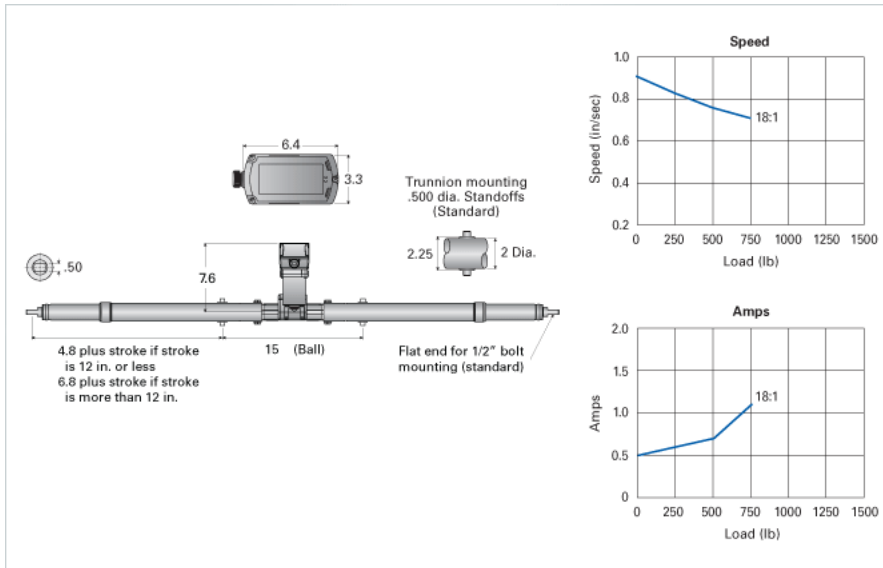 6.4
3.3
Trunnion mounting
.500 dia. Standoffs
(Standard)
2.25
2 Dia.
.50
7.6
4.8 plus stroke if stroke
is 12 in. or less
6.8 plus stroke if stroke
is more than 12 in.
15 (Ball)
Flat end for 1/2" bolt
mounting (standard)
Speed
1.0
0.8
0.6
0.4
0.2
Speed (in/sec)
18:1
0 250 500 750 1000 1250 1500
Load (lb)
Amps
2.0
1.5
1.0
0.5
0
Amps
18:1
0 250 500 750 1000 1250 1500
Load (lb)